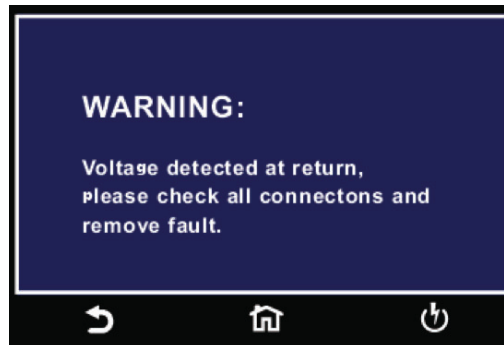 WARNING:
Voltage detected at return,
please check all connectons and
remove fault.